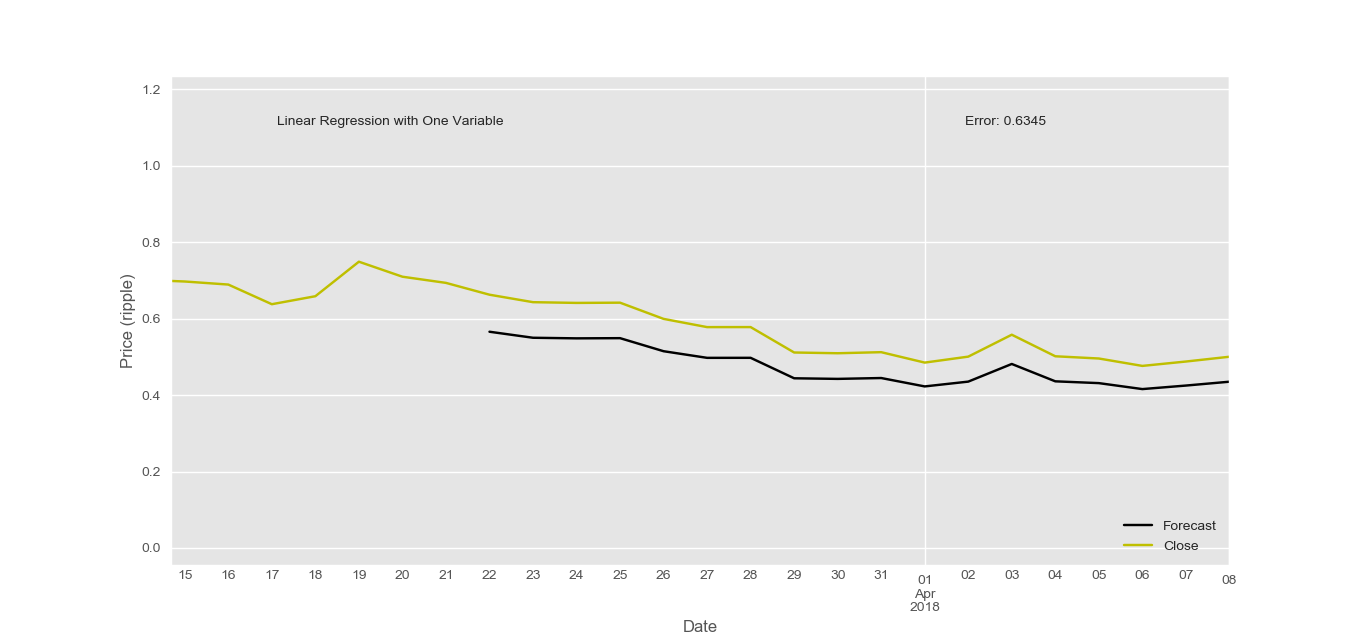 Linear Regression with One Variable
Error: 0.6345
1.2
1.0
0.8
0.6
0.4
0.2
0.0
Price (ripple)
Forecast
Close
15 16 17 18 19 20 21 22 23 24 25 26 27 28 29 30 31 01 02 03 04 05 06 07 08
Apr
2018
Date